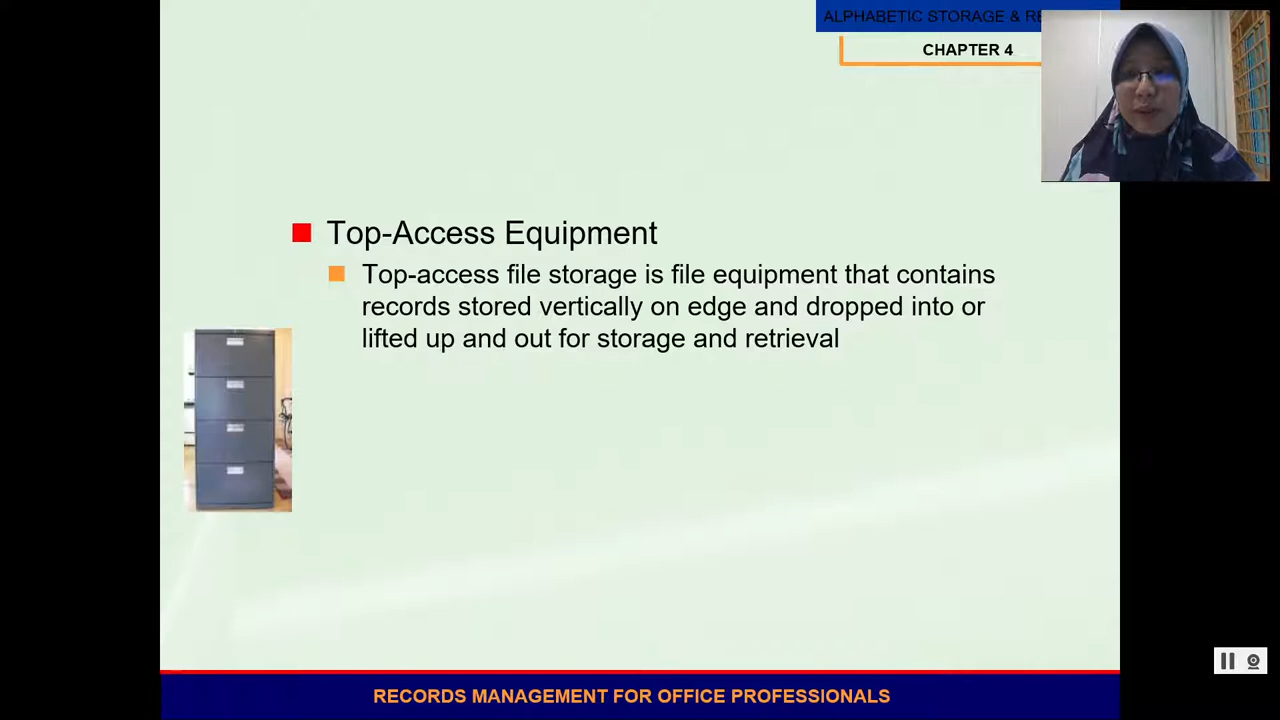 ALPHABETIC STORAGE &
CHAPTER 4
Top-Access Equipment
Top-access file storage is file equipment that contains
records stored vertically on edge and dropped into or
lifted up and out for storage and retrieval
RECORDS MANAGEMENT FOR OFFICE PROFESSIONALS